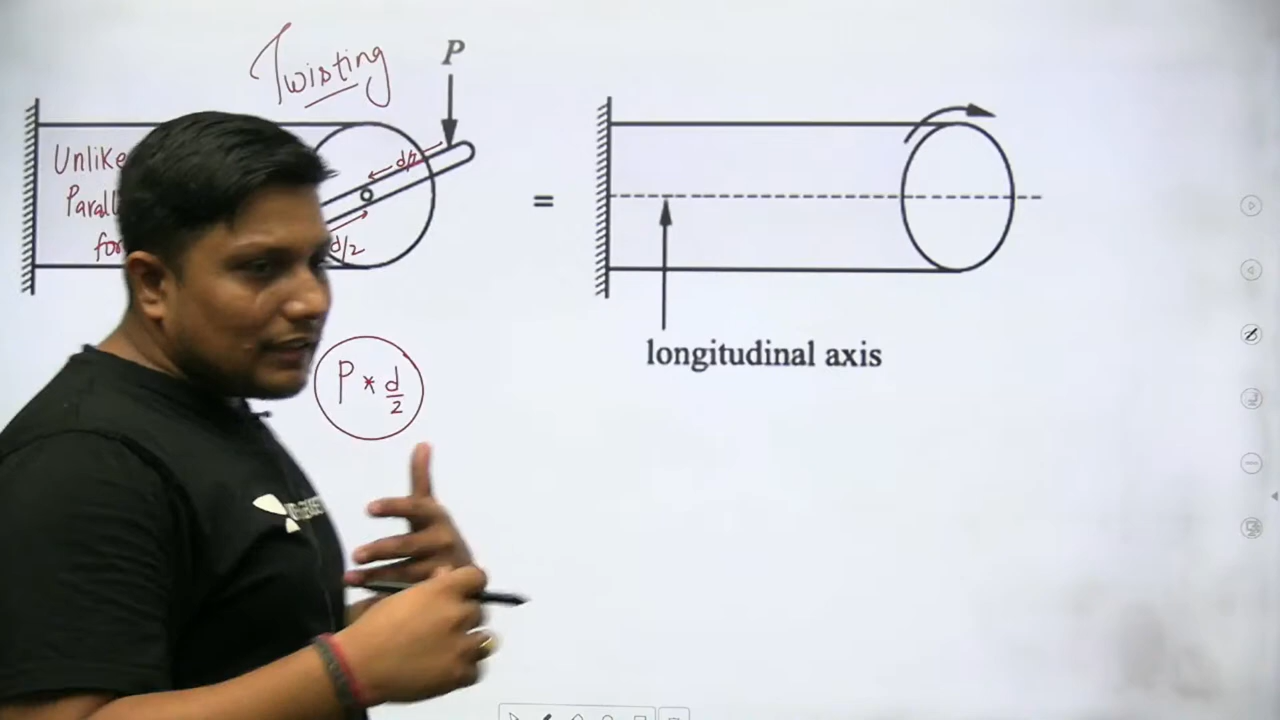 Twisting
P
Unlike
d/2
Parall
for
d/2
=
longitudinal axis
P * d/2